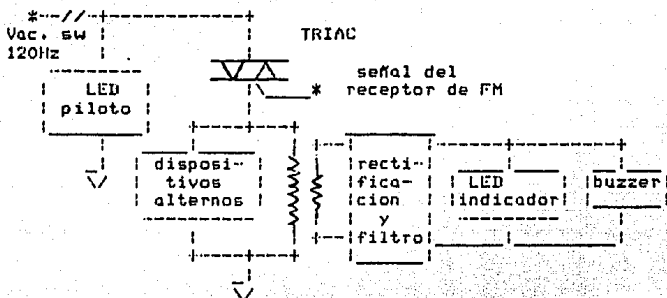 Vac. sw
120Hz
TRIAC
señal del
receptor de FM
LED
piloto
disposi-
tivos
alternos
recti-
fica-
cion
y
filtro
LED
indicador
buzzer